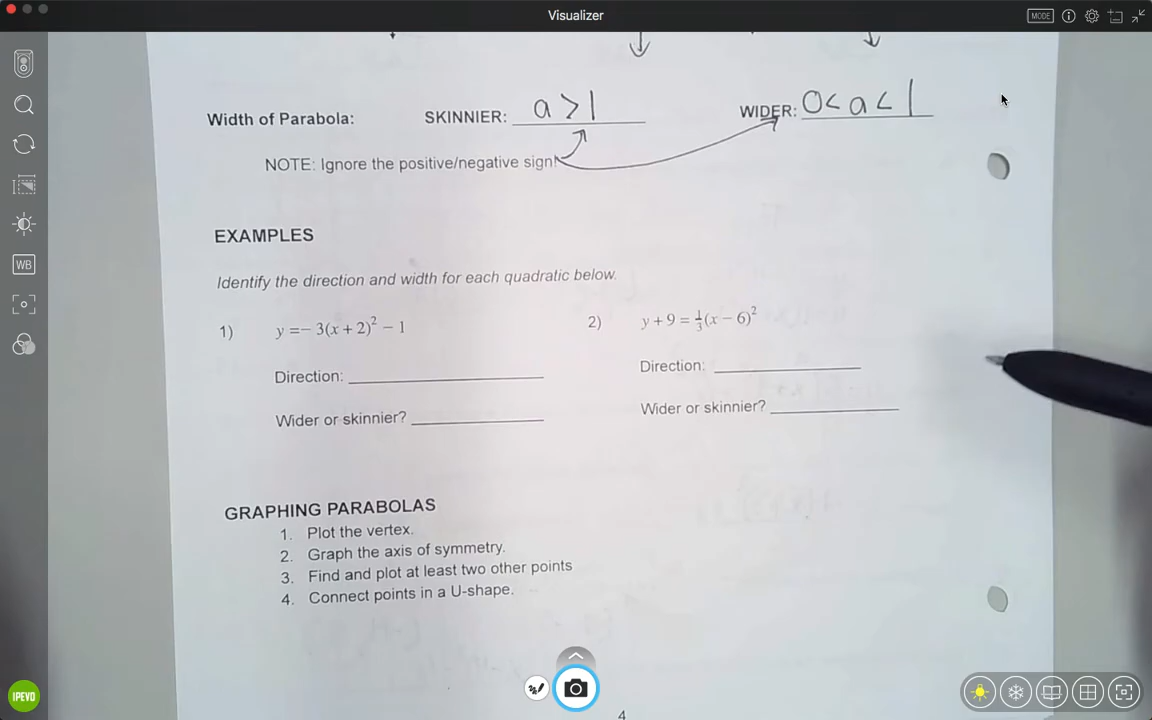 Visualizer
MODE
Width of Parabola: SKINNIER: a > 1 WIDER: 0 < a < 1
NOTE: Ignore the positive/negative sign!
EXAMPLES
Identify the direction and width for each quadratic below.
1) y = − 3(x + 2)² − 1
2) y + 9 = 1/3(x − 6)²
Direction: Direction:
Wider or skinnier? Wider or skinnier?
GRAPHING PARABOLAS
1. Plot the vertex.
2. Graph the axis of symmetry.
3. Find and plot at least two other points
4. Connect points in a U-shape.
4
WB
IPEVO